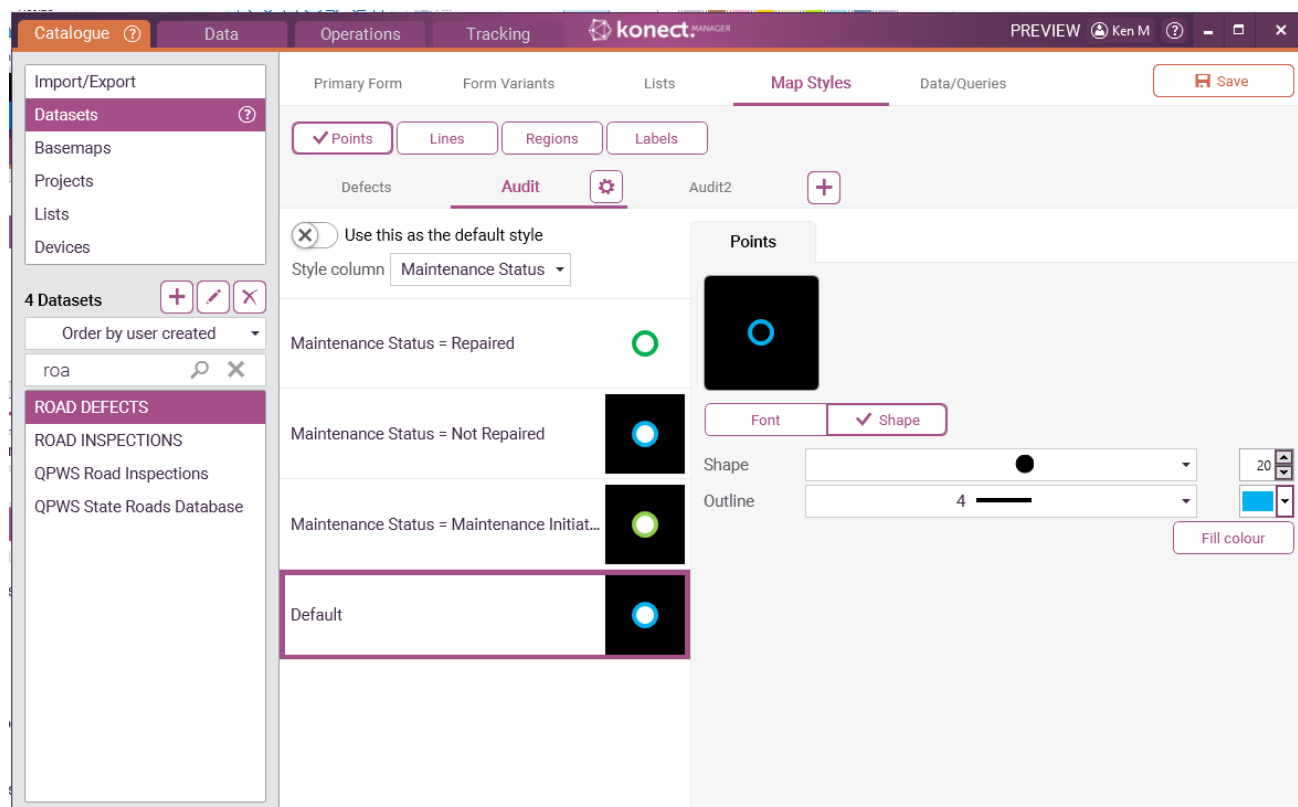 Catalogue ? Data Operations Tracking konect. MANAGER PREVIEW Ken M ?
Import/Export
Datasets ?
Basemaps
Projects
Lists
Devices
4 Datasets
Order by user created
roa
ROAD DEFECTS
ROAD INSPECTIONS
QPWS Road Inspections
QPWS State Roads Database
Primary Form Form Variants Lists Map Styles Data/Queries Save
Points Lines Regions Labels
Defects Audit Audit2
Use this as the default style
Style column Maintenance Status
Maintenance Status = Repaired
Maintenance Status = Not Repaired
Maintenance Status = Maintenance Initiat...
Default
Points
Font Shape
Shape 20
Outline 4
Fill colour